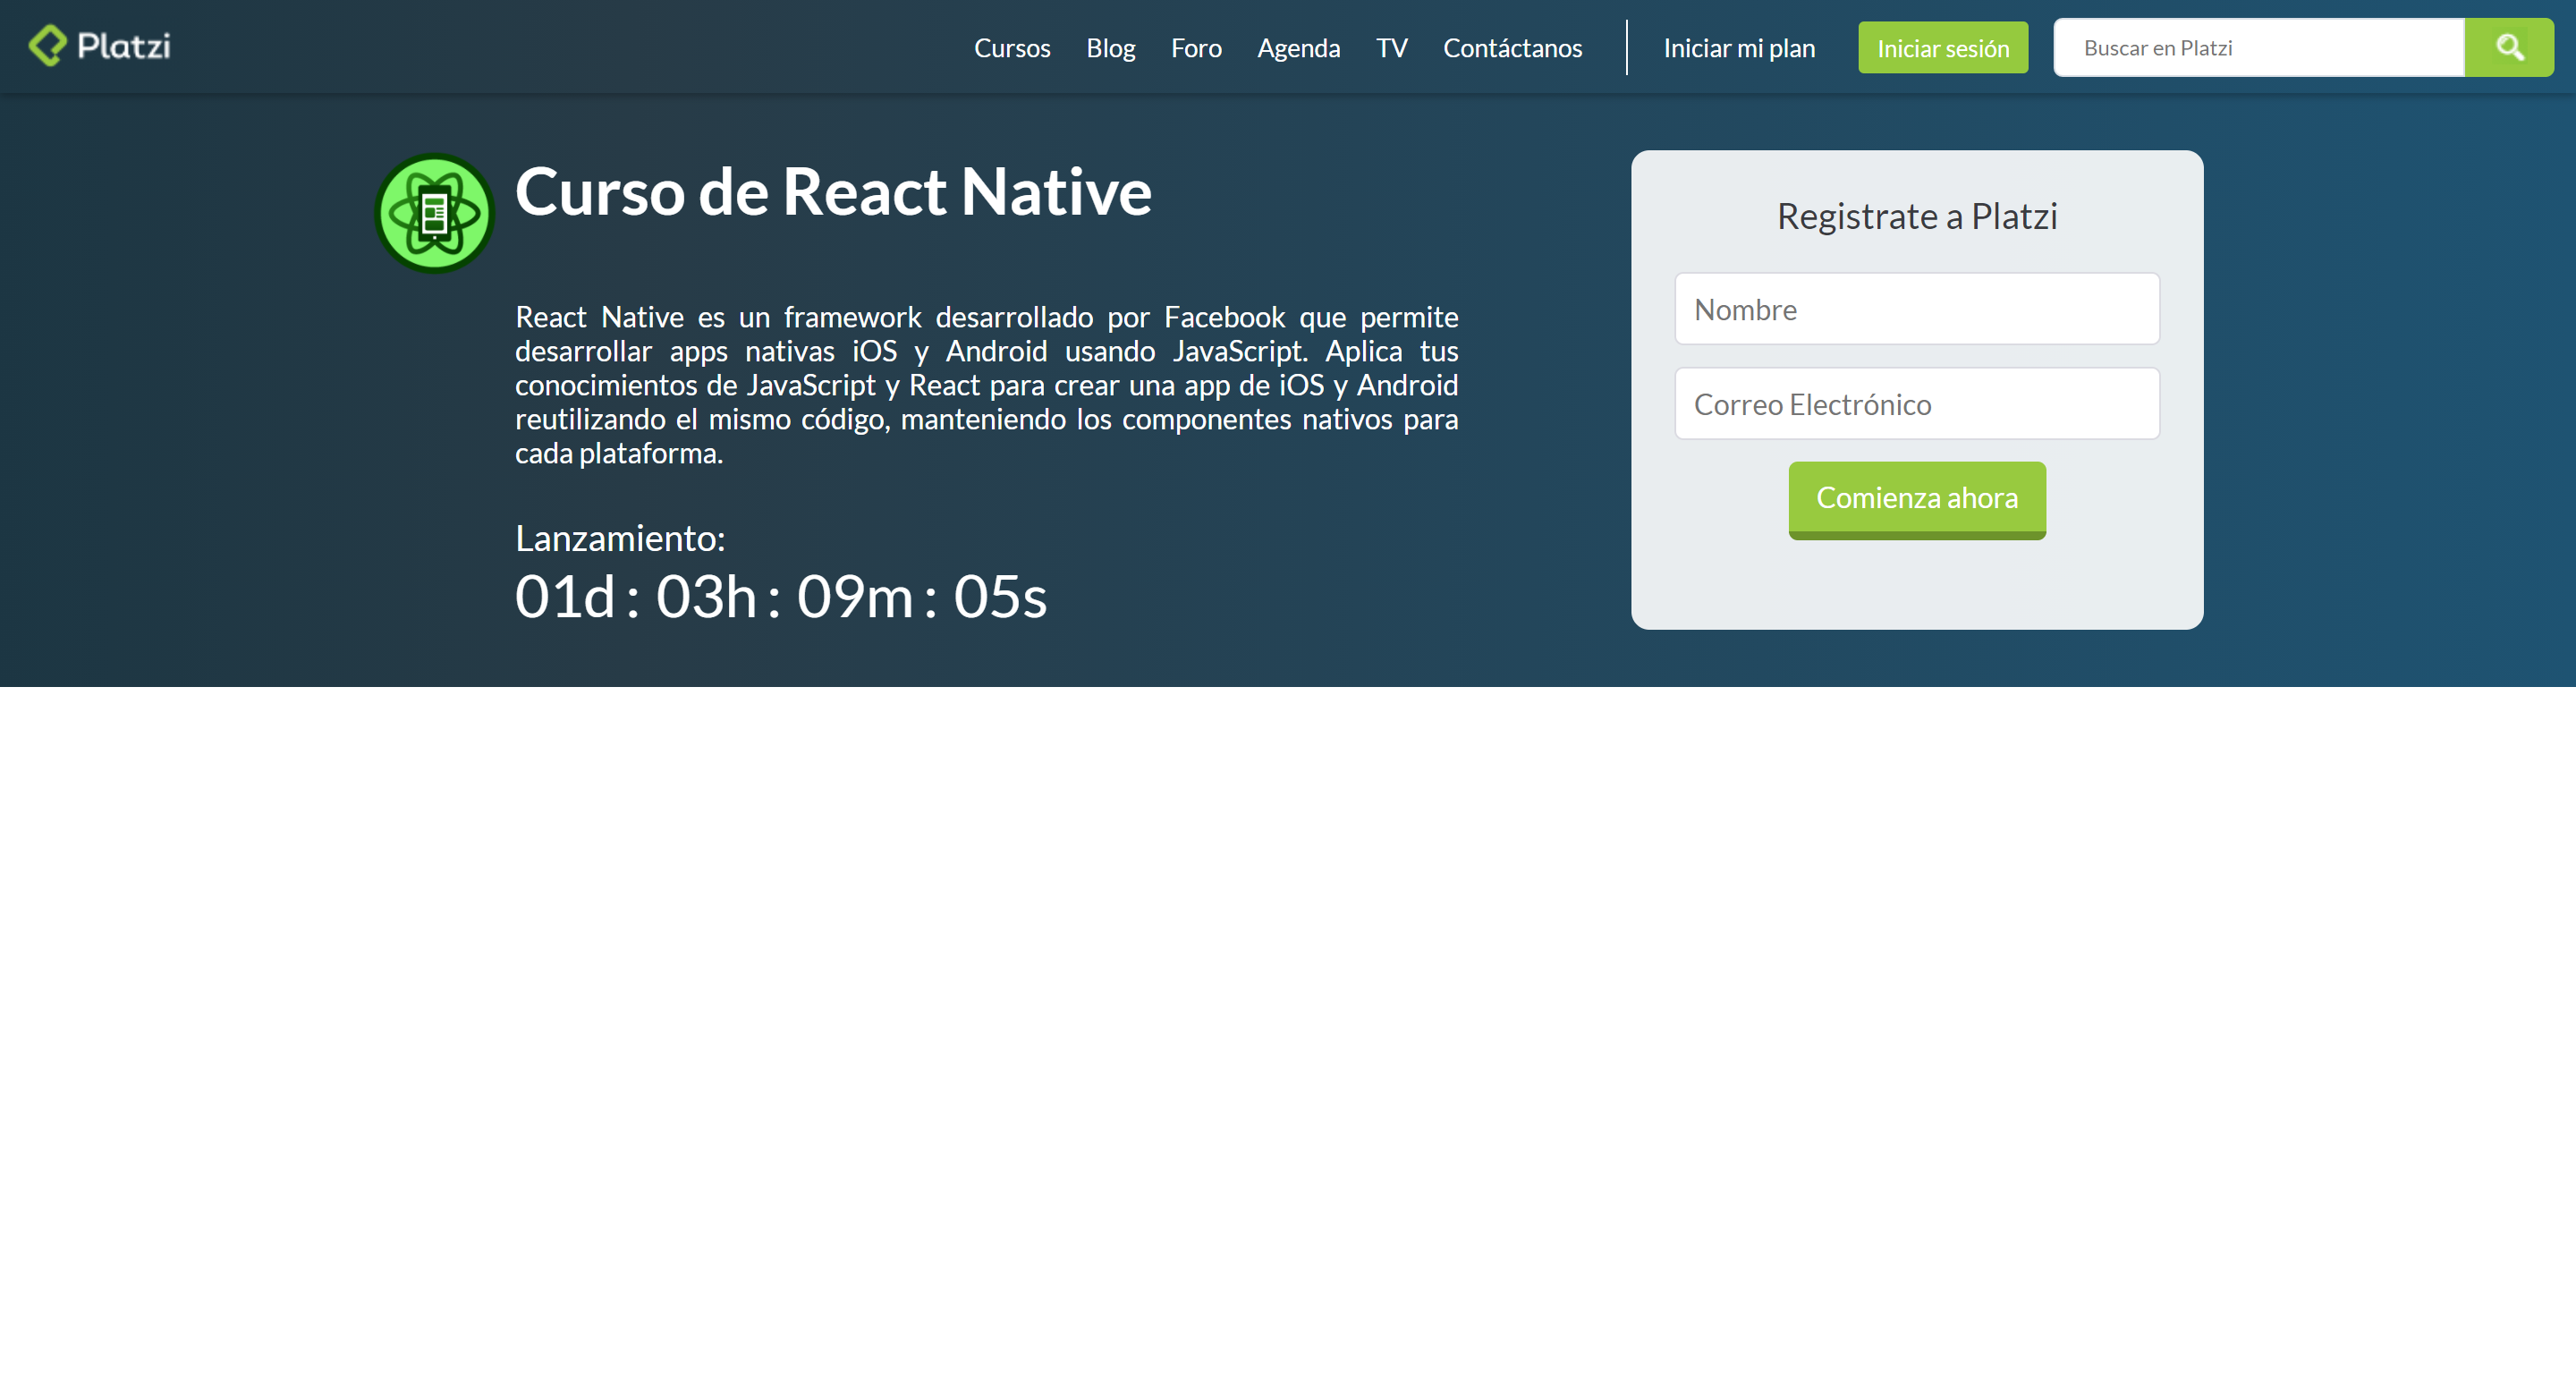 Platzi
Cursos Blog Foro Agenda TV Contáctanos Iniciar mi plan Iniciar sesión Buscar en Platzi
Curso de React Native
React Native es un framework desarrollado por Facebook que permite
desarrollar apps nativas iOS y Android usando JavaScript. Aplica tus
conocimientos de JavaScript y React para crear una app de iOS y Android
reutilizando el mismo código, manteniendo los componentes nativos para
cada plataforma.
Lanzamiento:
01d : 03h : 09m : 05s
Registrate a Platzi
Nombre
Correo Electrónico
Comienza ahora